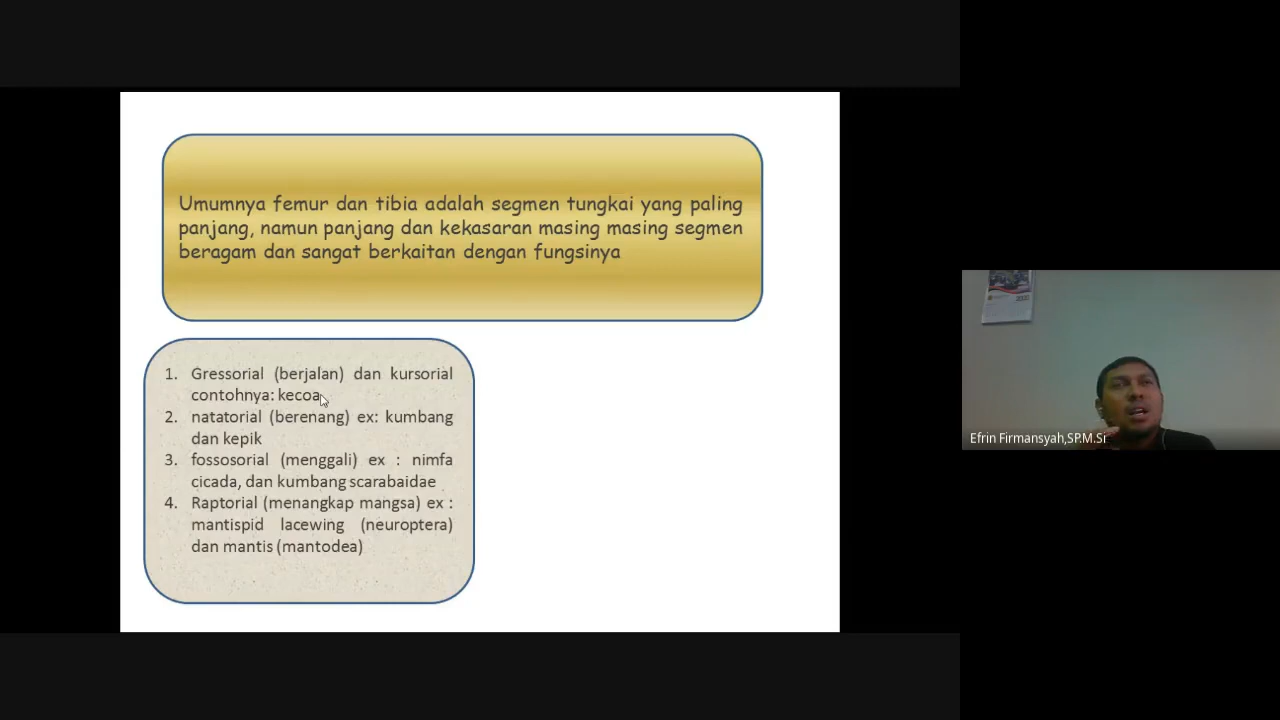 Umumnya femur dan tibia adalah segmen tungkai yang paling
panjang, namun panjang dan kekasaran masing masing segmen
beragam dan sangat berkaitan dengan fungsinya
1. Gressorial (berjalan) dan kursorial
contohnya: kecoa
2. natatorial (berenang) ex: kumbang
dan kepik
3. fossosorial (menggali) ex : nimfa
cicada, dan kumbang scarabaidae
4. Raptorial (menangkap mangsa) ex :
mantispid lacewing (neuroptera)
dan mantis (mantodea)
Efrin Firmansyah,SP.M.Si